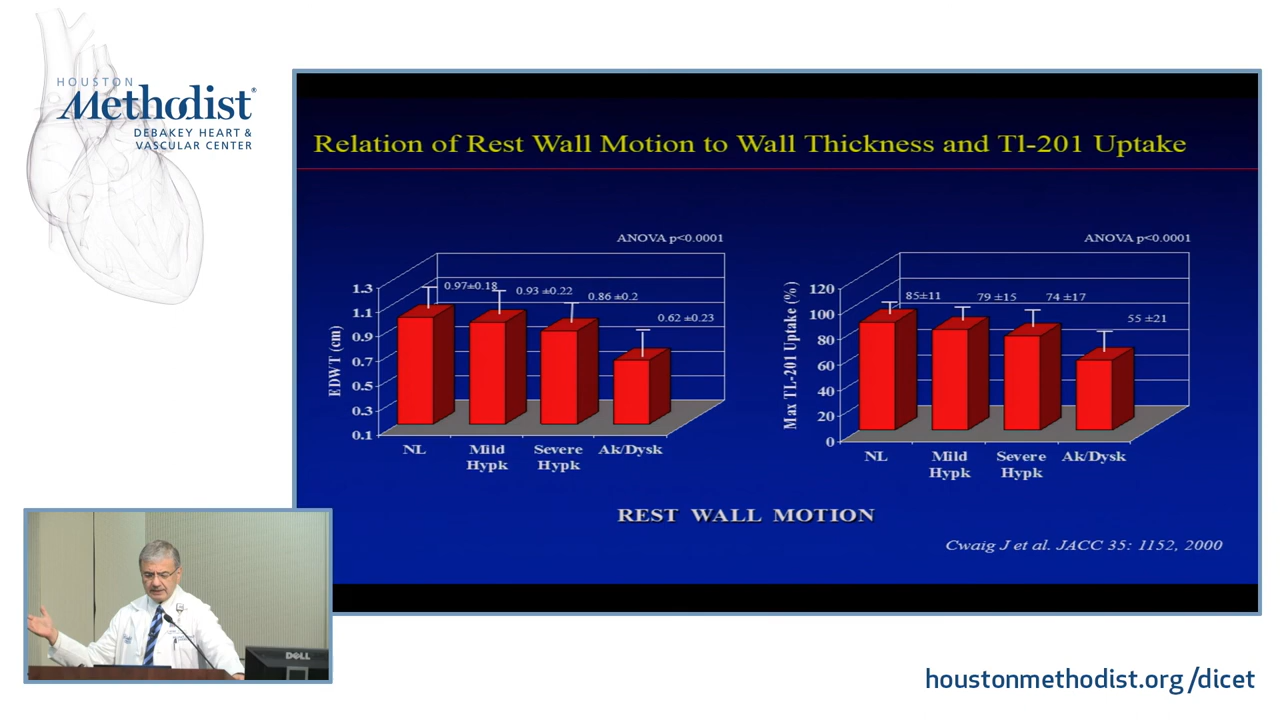 HOUSTON
Methodist®
DEBAKEY HEART &
VASCULAR CENTER
Relation of Rest Wall Motion to Wall Thickness and Tl-201 Uptake
ANOVA p<0.0001
1.3
1.1
0.9
0.7
0.5
0.3
0.1
EDWT (cm)
0.97±0.18
0.93 ±0.22
0.86 ±0.2
0.62 ±0.23
NL
Mild Hypk
Severe Hypk
Ak/Dysk
ANOVA p<0.0001
120
100
80
60
40
20
0
Max TL-201 Uptake (%)
85±11
79 ±15
74 ±17
55 ±21
NL
Mild Hypk
Severe Hypk
Ak/Dysk
REST WALL MOTION
Cwaig J et al. JACC 35: 1152, 2000
DELL
houstonmethodist.org/dicet